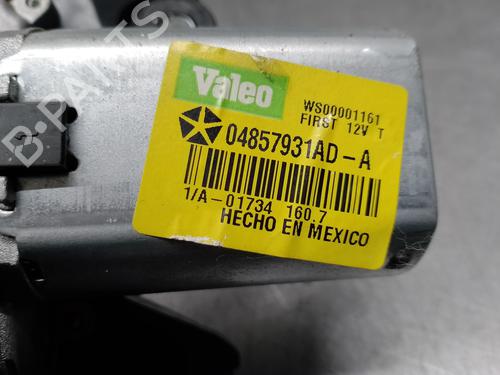 Valeo
WS00001161
FIRST 12V T
04857931AD-A
1/A-01734 160.7
HECHO EN MEXICO
B-PARTS